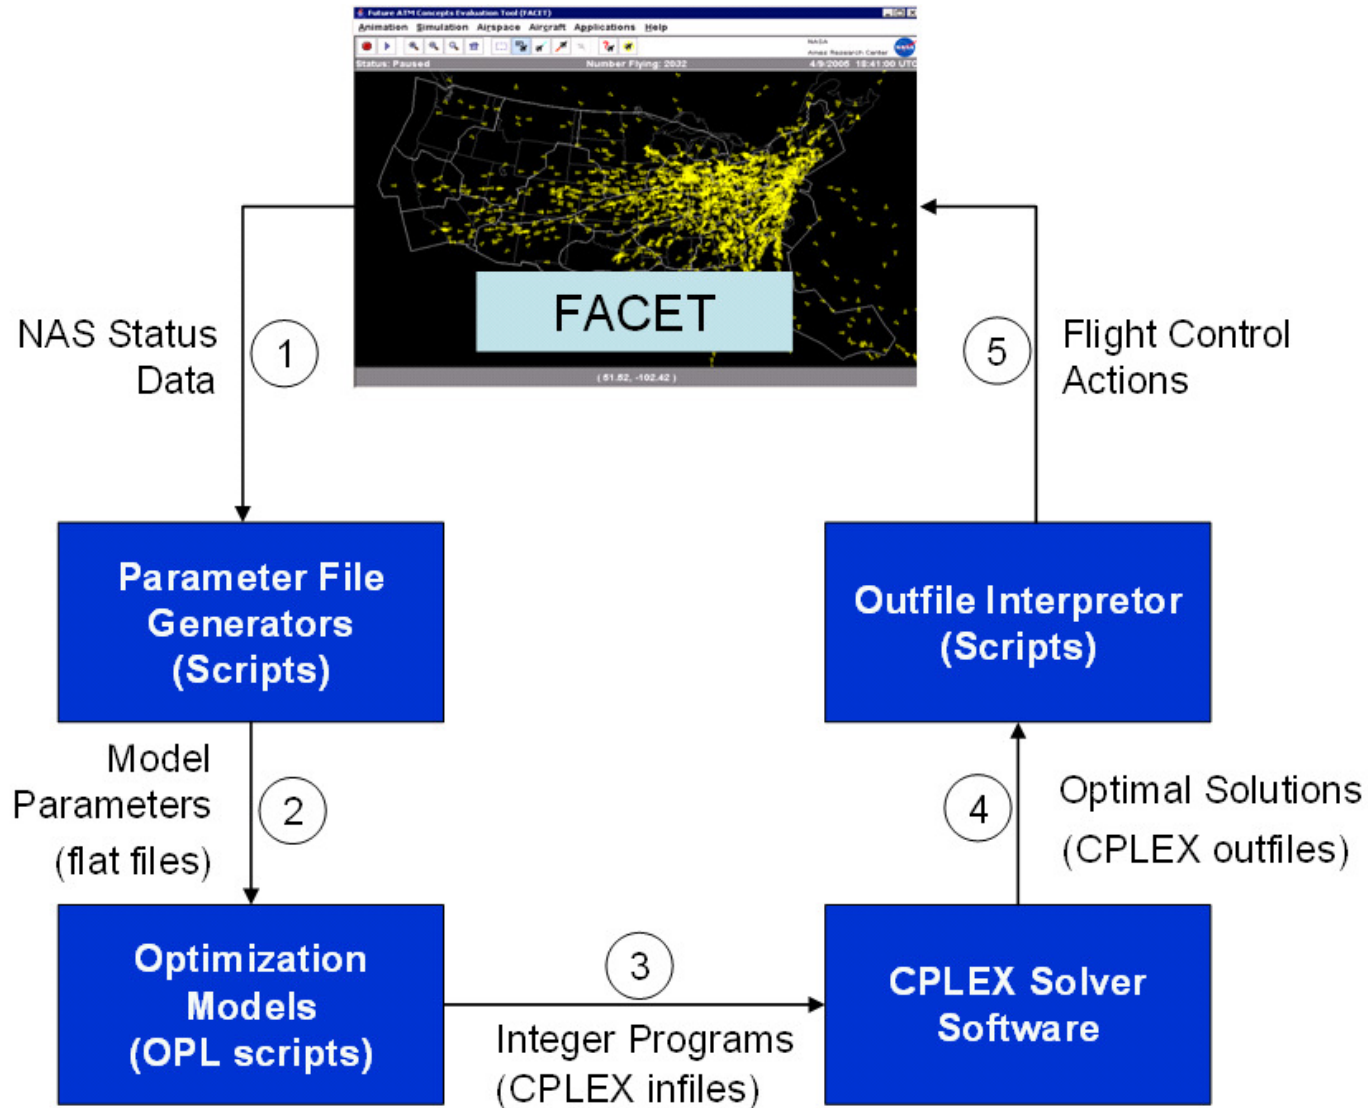 Future ATM Concepts Evaluation Tool (FACET)
Animation Simulation Airspace Aircraft Applications Help
NASA
Ames Research Center
Status: Paused Number Flying: 2032 4/9/2005 18:41:00 UTC
FACET
( 51.52, -102.42 )
NAS Status
Data
1
5
Flight Control
Actions
Parameter File
Generators
(Scripts)
Outfile Interpretor
(Scripts)
Model
Parameters
(flat files)
2
4
Optimal Solutions
(CPLEX outfiles)
Optimization
Models
(OPL scripts)
3
Integer Programs
(CPLEX infiles)
CPLEX Solver
Software